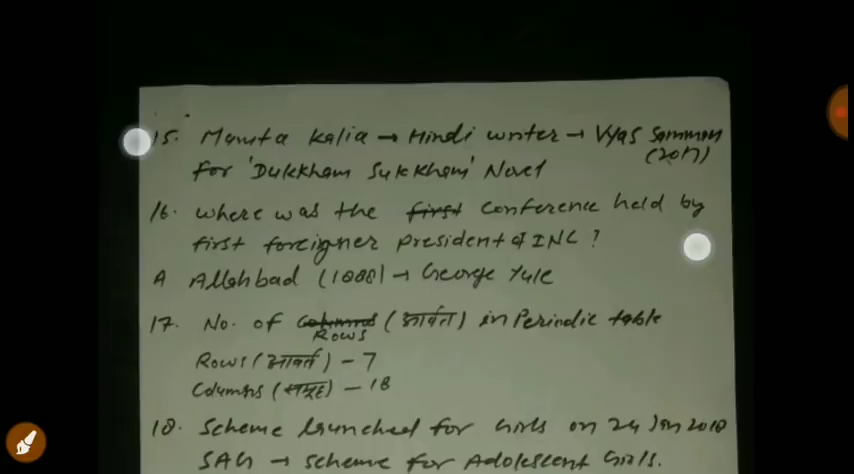 15. Mamta Kalia → Hindi writer → Vyas Samman (2017)
for 'Dukkham Sukkham' Novel
16. where was the first conference held by
first foreigner president of INC?
A Allahbad (1888) → George Yule
17. No. of Columns Rows (आवर्त) in Periodic table
Rows (आवर्त) - 7
Columns (समूह) - 18
18. Scheme launched for Girls on 24 Jan 2018
SAG → Scheme for Adolescent Girls.